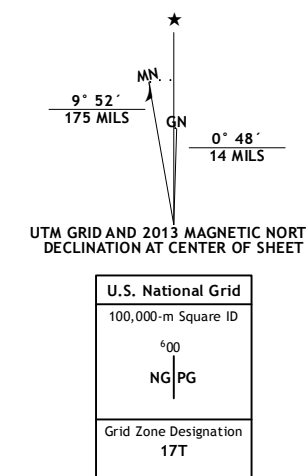 ★
MN
GN
9° 52´
175 MILS
0° 48´
14 MILS
UTM GRID AND 2013 MAGNETIC NORT
DECLINATION AT CENTER OF SHEET
U.S. National Grid
100,000-m Square ID
⁶00
NG PG
Grid Zone Designation
17T